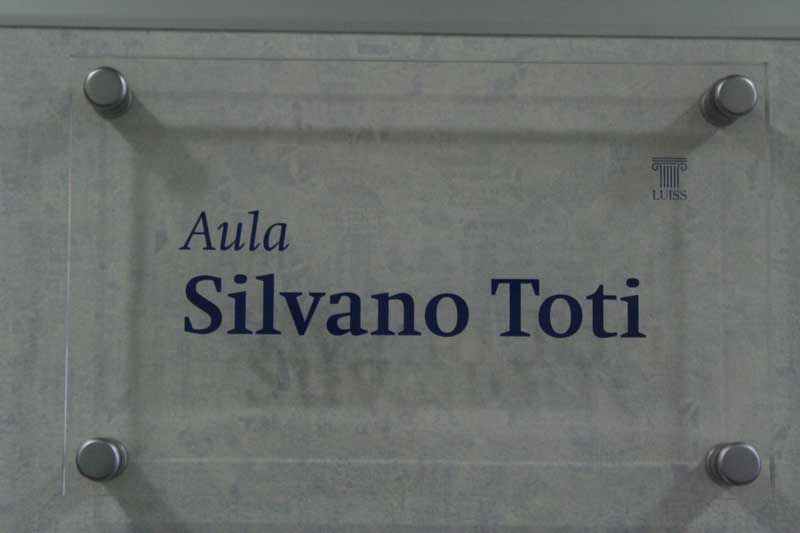 LUISS
Aula
Silvano Toti